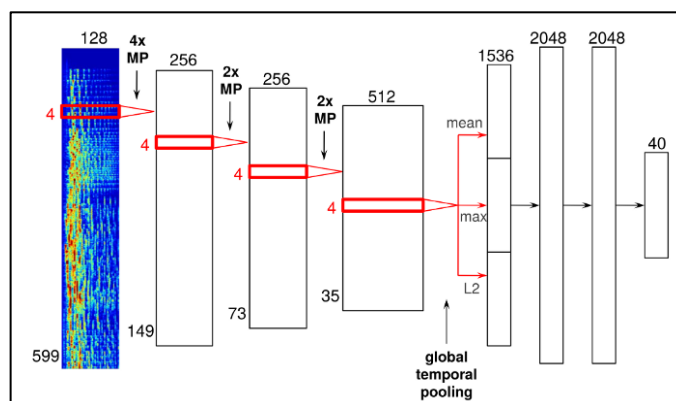 128
4x
MP
256
2x
MP
256
2x
MP
512
1536
2048
2048
40
4
4
4
4
mean
max
L2
599
149
73
35
global
temporal
pooling